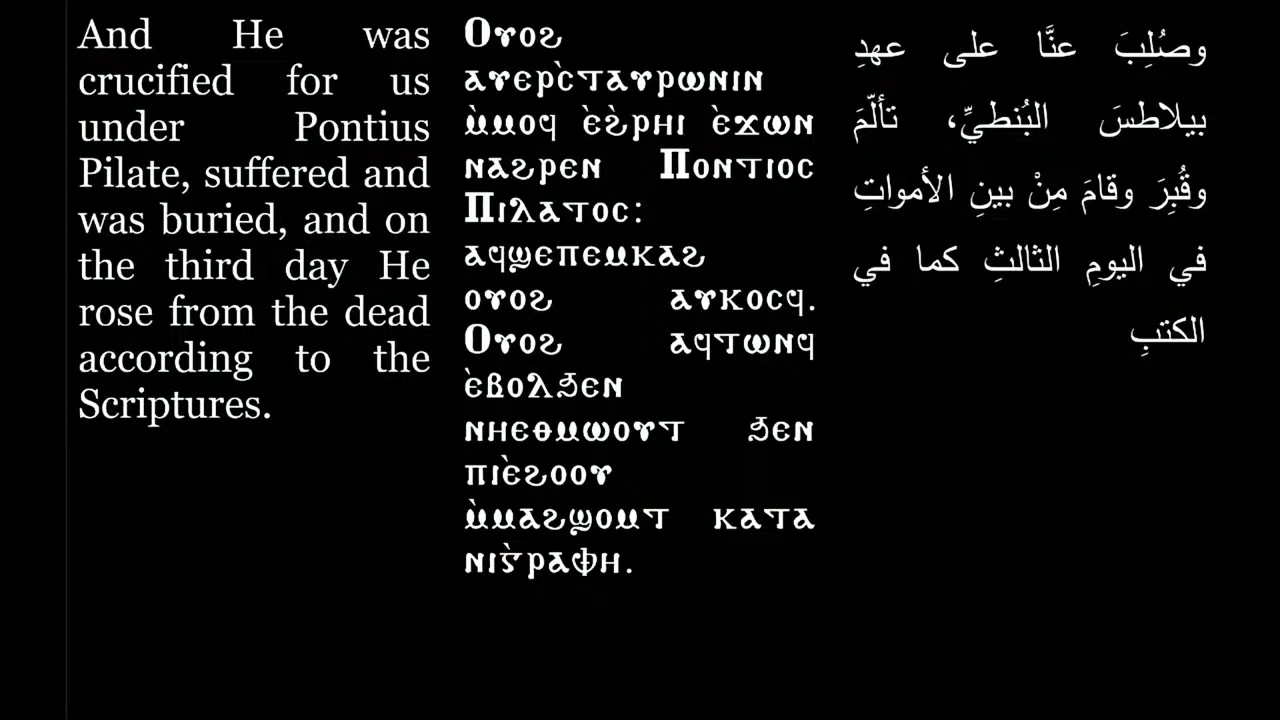 And He was
crucified for us
under Pontius
Pilate, suffered and
was buried, and on
the third day He
rose from the dead
according to the
Scriptures.
Ⲟⲩⲟϩ
ⲁⲩⲉⲣⲥ̀ⲧⲁⲩⲣⲱⲛⲓⲛ
ⲙ̀ⲙⲟϥ ⲉ̀ϩⲣⲏⲓ ⲉ̀ϫⲱⲛ
ⲛⲁϩⲣⲉⲛ Ⲡⲟⲛⲧⲓⲟⲥ
Ⲡⲓⲗⲁⲧⲟⲥ:
ⲁϥϣⲉⲡⲉⲙⲕⲁϩ
ⲟⲩⲟϩ ⲁⲩⲕⲟⲥϥ.
Ⲟⲩⲟϩ ⲁϥⲧⲱⲛϥ
ⲉ̀ⲃⲟⲗϧⲉⲛ
ⲛⲏⲉⲑⲙⲱⲟⲩⲧ ϧⲉⲛ
ⲡⲓⲉ̀ϩⲟⲟⲩ
ⲙ̀ⲙⲁϩϣⲟⲙⲧ ⲕⲁⲧⲁ
ⲛⲓⲅ̀ⲣⲁⲫⲏ.
وصُلِبَ عنَّا على عهدِ
بيلاطسَ البُنطيِّ، تألّمَ
وقُبِرَ وقامَ مِنْ بينِ الأمواتِ
في اليومِ الثالثِ كما في
الكتبِ